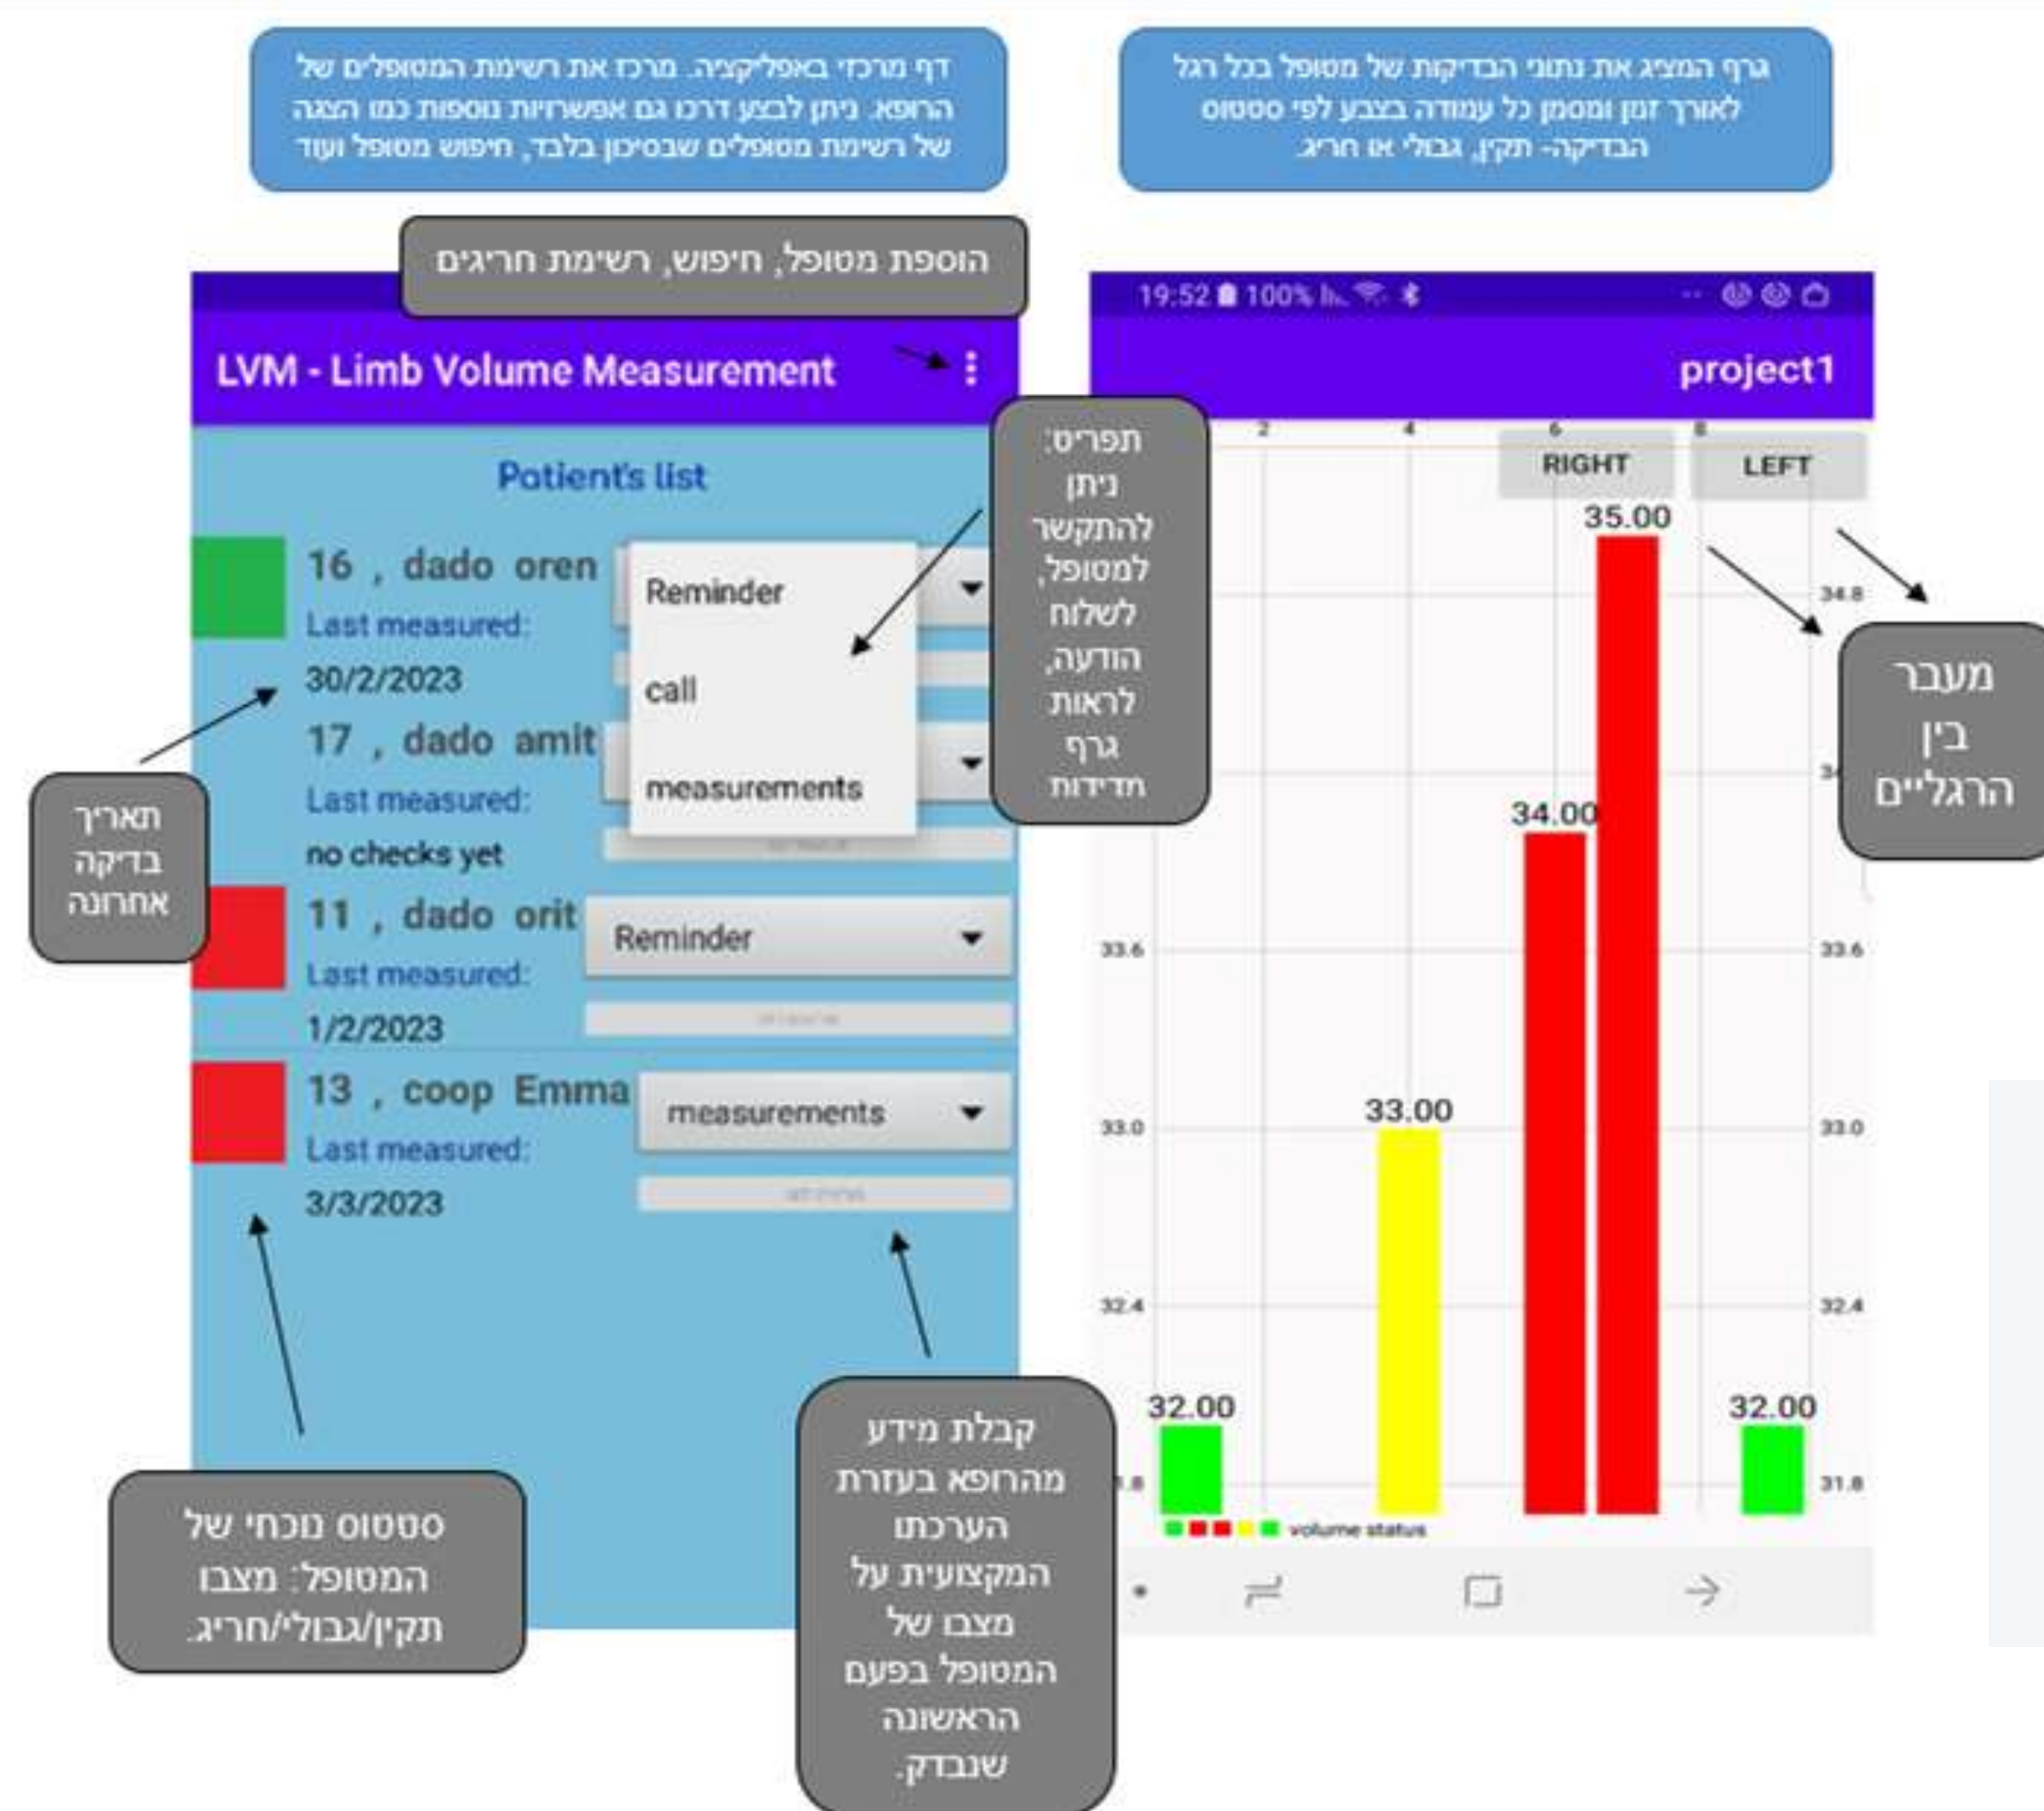 דף מרכזי באפליקציה. מרכז את רשימת המטופלים של
הרופא. ניתן לבצע דרכו גם אפשרויות נוספות כמו הצגה
של רשימת מטופלים שבסיכון בלבד, חיפוש מטופל ועוד
גרף המציג את נתוני הבדיקות של מטופל בכל רגל
לאורך זמן ומסמן כל עמודה בצבע לפי סטטוס
הבדיקה- תקין, גבולי או חריג.
הוספת מטופל, חיפוש, רשימת חריגים
LVM - Limb Volume Measurement
Patient's list
16 , dado oren
Last measured:
30/2/2023
17 , dado amit
Last measured:
no checks yet
11 , dado orit
Last measured:
1/2/2023
13 , coop Emma
Last measured:
3/3/2023
Reminder
call
measurements
Reminder
measurements
תפריט:
ניתן
להתקשר
למטופל,
לשלוח
הודעה,
לראות
גרף
מדידות
תאריך
בדיקה
אחרונה
סטטוס נוכחי של
המטופל: מצבו
תקין/גבולי/חריג.
קבלת מידע
מהרופא בעזרת
הערכתו
המקצועית על
מצבו של
המטופל בפעם
הראשונה
שנבדק.
19:52 100%
project1
2 4 6 8
RIGHT LEFT
35.00
34.8
34.00
33.6 33.6
33.00
33.0 33.0
32.4 32.4
32.00 32.00
31.8
volume status
מעבר
בין
הרגליים